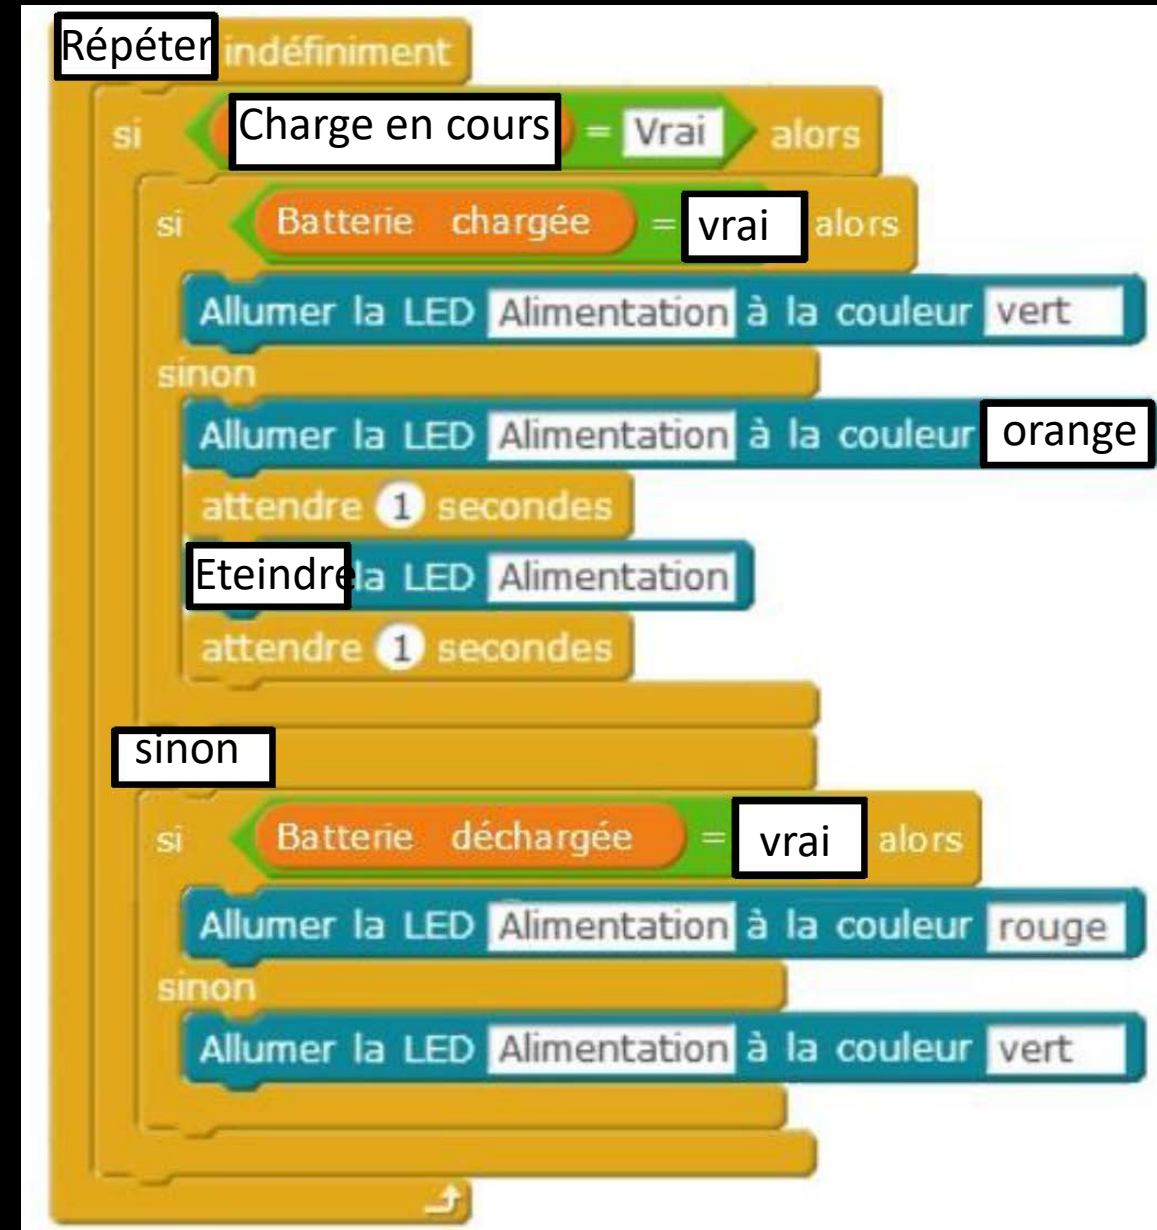 Répéter indéfiniment
si Charge en cours = Vrai alors
si Batterie chargée = vrai alors
Allumer la LED Alimentation à la couleur vert
sinon
Allumer la LED Alimentation à la couleur orange
attendre 1 secondes
Eteindre la LED Alimentation
attendre 1 secondes
sinon
si Batterie déchargée = vrai alors
Allumer la LED Alimentation à la couleur rouge
sinon
Allumer la LED Alimentation à la couleur vert